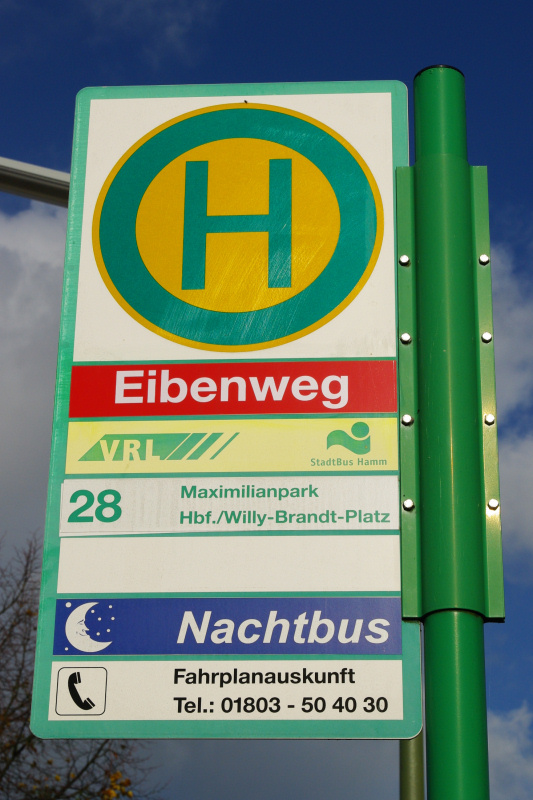 H
Eibenweg
VRL
StadtBus Hamm
28
Maximilianpark
Hbf./Willy-Brandt-Platz
Nachtbus
Fahrplanauskunft
Tel.: 01803 - 50 40 30